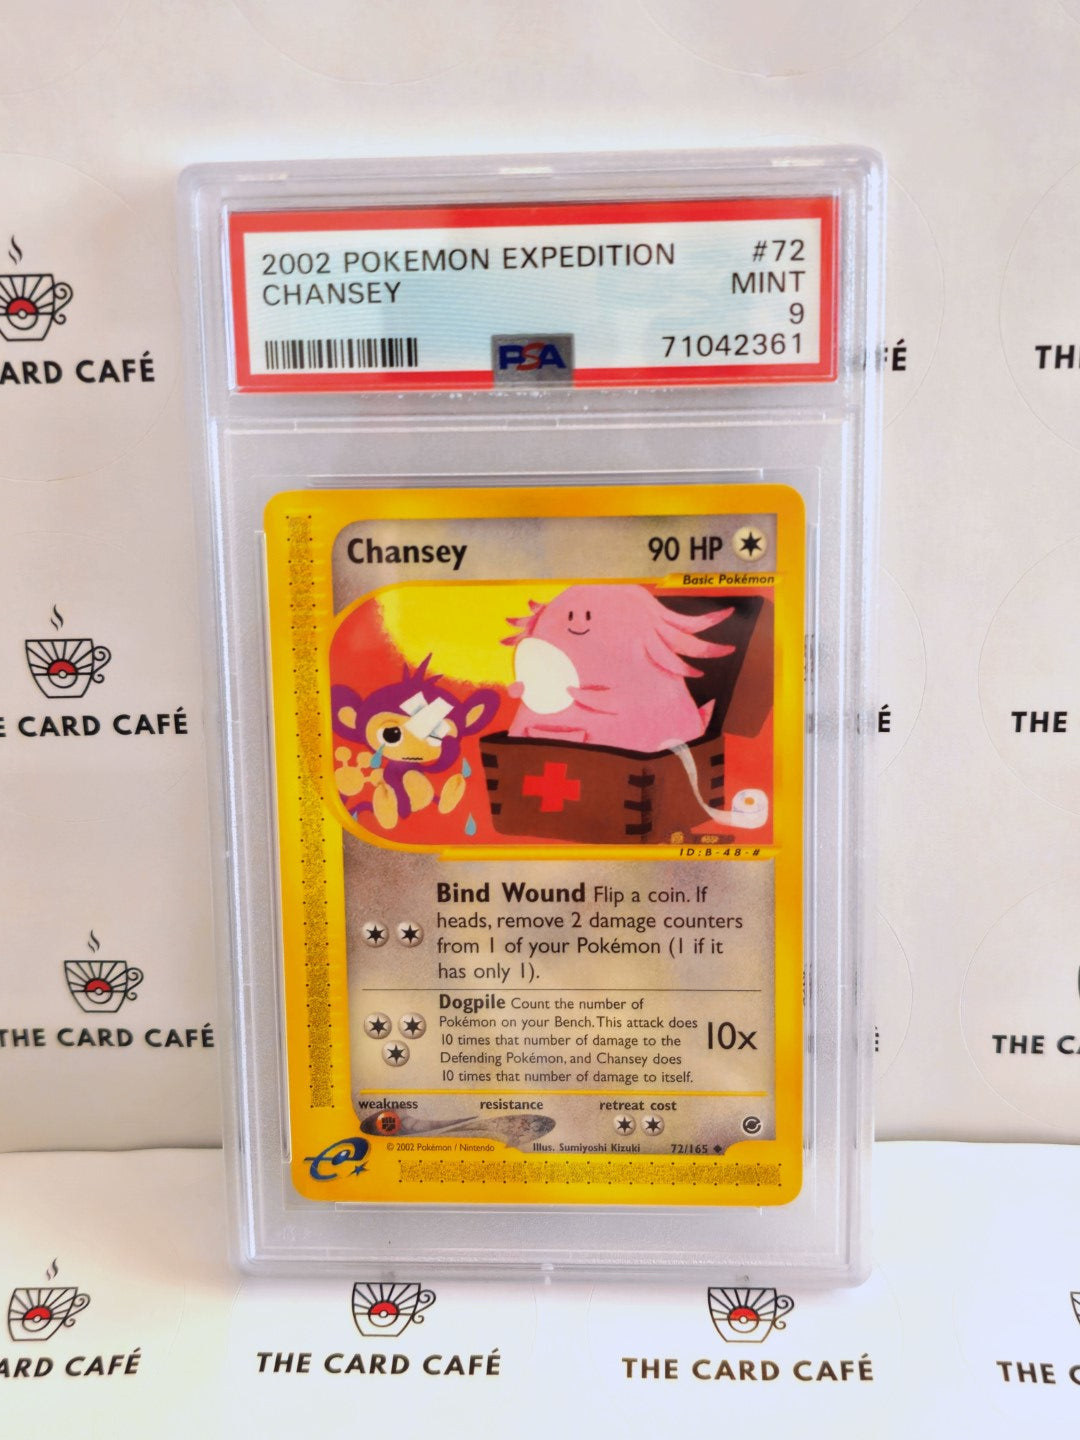 2002 POKEMON EXPEDITION #72
CHANSEY MINT
9
PSA 71042361
Chansey 90 HP
Basic Pokémon
ID:B-48-#
Bind Wound Flip a coin. If
heads, remove 2 damage counters
from 1 of your Pokémon (1 if it
has only 1).
Dogpile Count the number of
Pokémon on your Bench. This attack does
10 times that number of damage to the
Defending Pokémon, and Chansey does
10 times that number of damage to itself.
10x
weakness resistance retreat cost
© 2002 Pokémon / Nintendo Illus. Sumiyoshi Kizuki 72/165
e
ARD CAFÉ
FÉ
TH
E CARD CAFÉ
É
THE
THE CARD CAFÉ
THE CA
ARD CAFÉ
THE CARD CAFÉ
THE CARD CAFÉ
THE C